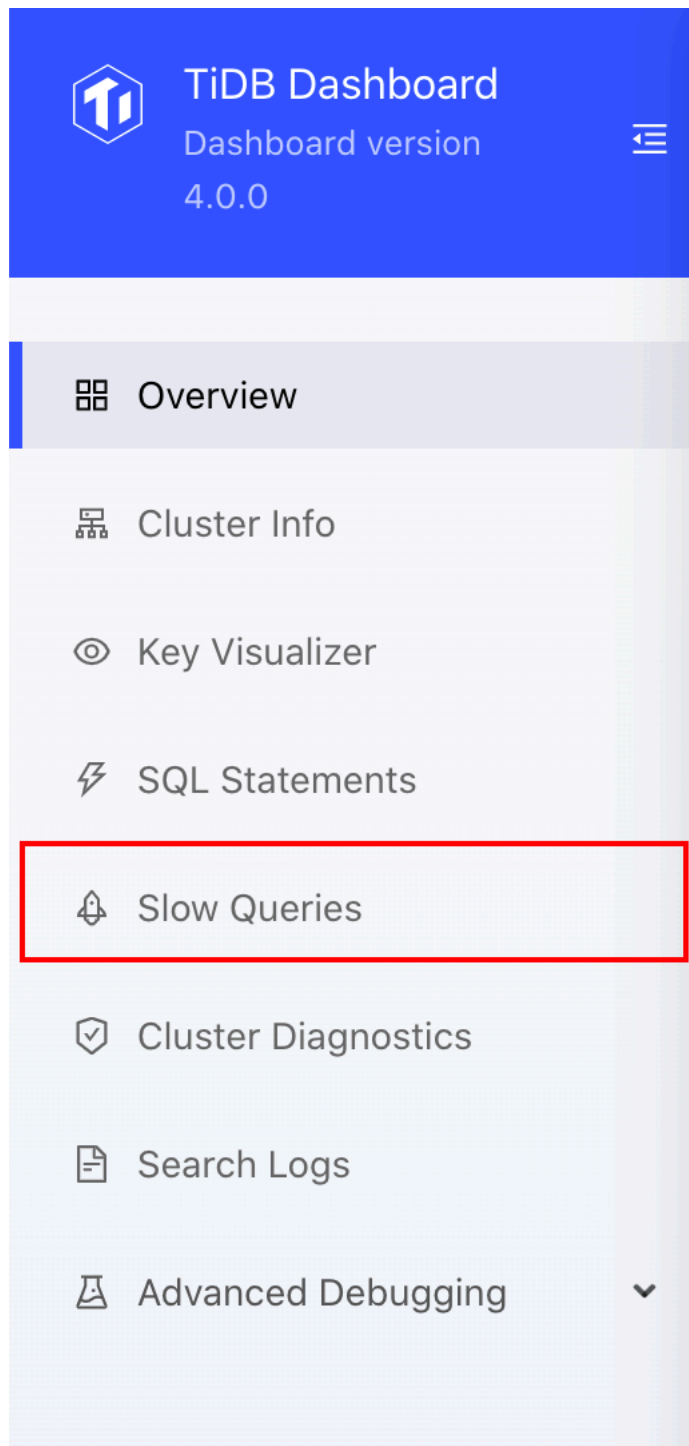 TiDB Dashboard
Dashboard version
4.0.0
Overview
Cluster Info
Key Visualizer
SQL Statements
Slow Queries
Cluster Diagnostics
Search Logs
Advanced Debugging